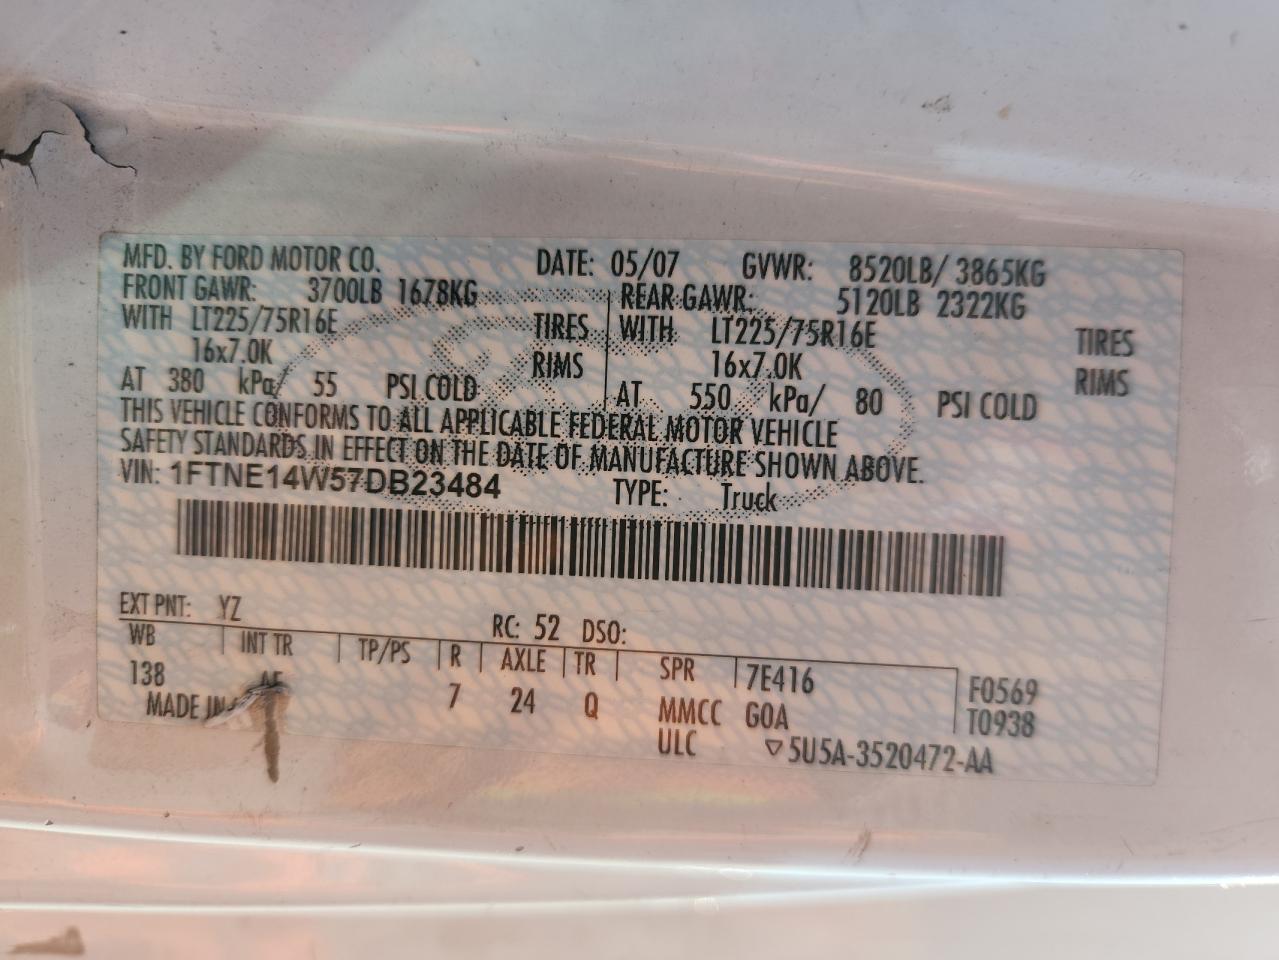 MFD. BY FORD MOTOR CO. DATE: 05/07 GVWR: 8520LB/ 3865KG
FRONT GAWR: 3700LB 1678KG REAR GAWR: 5120LB 2322KG
WITH LT225/75R16E TIRES WITH LT225/75R16E TIRES
16x7.0K RIMS 16x7.0K RIMS
AT 380 kPa/ 55 PSI COLD AT 550 kPa/ 80 PSI COLD
THIS VEHICLE CONFORMS TO ALL APPLICABLE FEDERAL MOTOR VEHICLE
SAFETY STANDARDS IN EFFECT ON THE DATE OF MANUFACTURE SHOWN ABOVE.
VIN: 1FTNE14W57DB23484 TYPE: Truck
EXT PNT: YZ RC: 52 DSO:
WB INT TR TP/PS R AXLE TR SPR 7E416 F0569
138 7 24 Q MMCC G0A T0938
MADE IN ULC ▽5U5A-3520472-AA